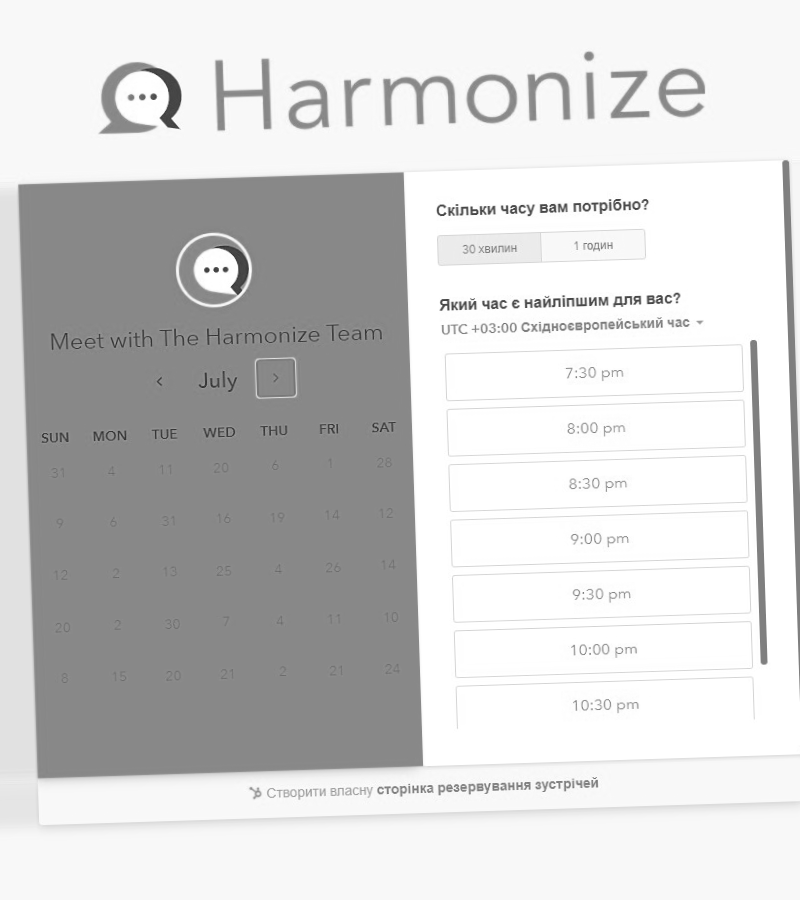 Harmonize
Meet with The Harmonize Team
July
SUN MON TUE WED THU FRI SAT
31 4 11 20 6 1 26
9 6 31 16 19 14 12
12 2 13 25 4 26 14
20 2 30 7 4 11 10
8 15 20 21 2 21 24
Скільки часу вам потрібно?
30 хвилин 1 годин
Який час є найліпшим для вас?
UTC +03:00 Східноєвропейський час
7:30 pm
8:00 pm
8:30 pm
9:00 pm
9:30 pm
10:00 pm
10:30 pm
Створити власну сторінка резервування зустрічей